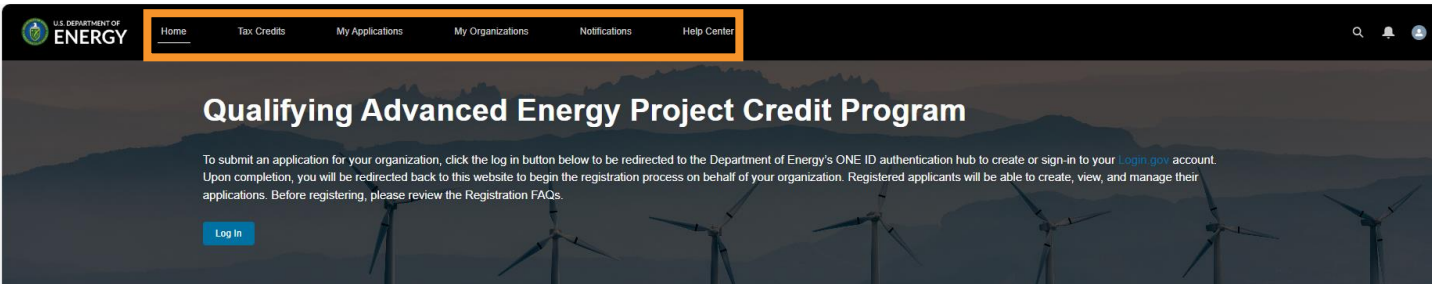 U.S. DEPARTMENT OF
ENERGY
Home Tax Credits My Applications My Organizations Notifications Help Center
Qualifying Advanced Energy Project Credit Program
To submit an application for your organization, click the log in button below to be redirected to the Department of Energy's ONE ID authentication hub to create or sign-in to your Login.gov account.
Upon completion, you will be redirected back to this website to begin the registration process on behalf of your organization. Registered applicants will be able to create, view, and manage their
applications. Before registering, please review the Registration FAQs.
Log In